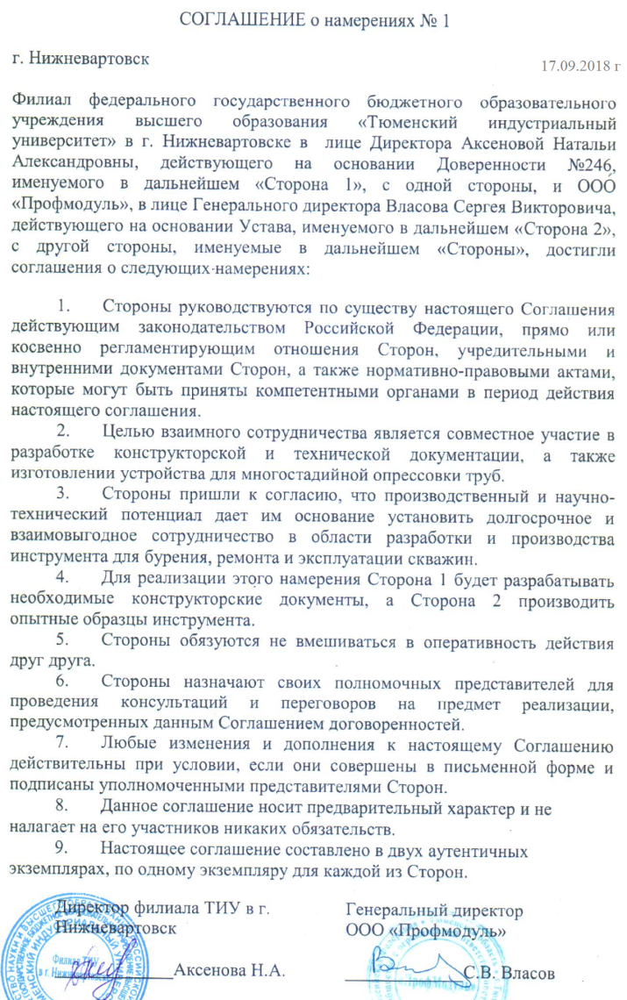 СОГЛАШЕНИЕ о намерениях № 1
г. Нижневартовск
17.09.2018 г
Филиал федерального государственного бюджетного образовательного
учреждения высшего образования «Тюменский индустриальный
университет» в г. Нижневартовске в лице Директора Аксеновой Натальи
Александровны, действующего на основании Доверенности №246,
именуемого в дальнейшем «Сторона 1», с одной стороны, и ООО
«Профмодуль», в лице Генерального директора Власова Сергея Викторовича,
действующего на основании Устава, именуемого в дальнейшем «Сторона 2»,
с другой стороны, именуемые в дальнейшем «Стороны», достигли
соглашения о следующих намерениях:
1. Стороны руководствуются по существу настоящего Соглашения
действующим законодательством Российской Федерации, прямо или
косвенно регламентирующим отношения Сторон, учредительными и
внутренними документами Сторон, а также нормативно-правовыми актами,
которые могут быть приняты компетентными органами в период действия
настоящего соглашения.
2. Целью взаимного сотрудничества является совместное участие в
разработке конструкторской и технической документации, а также
изготовлении устройства для многостадийной опрессовки труб.
3. Стороны пришли к согласию, что производственный и научно-
технический потенциал дает им основание установить долгосрочное и
взаимовыгодное сотрудничество в области разработки и производства
инструмента для бурения, ремонта и эксплуатации скважин.
4. Для реализации этого намерения Сторона 1 будет разрабатывать
необходимые конструкторские документы, а Сторона 2 производить
опытные образцы инструмента.
5. Стороны обязуются не вмешиваться в оперативность действия
друг друга.
6. Стороны назначают своих полномочных представителей для
проведения консультаций и переговоров на предмет реализации,
предусмотренных данным Соглашением договоренностей.
7. Любые изменения и дополнения к настоящему Соглашению
действительны при условии, если они совершены в письменной форме и
подписаны уполномоченными представителями Сторон.
8. Данное соглашение носит предварительный характер и не
налагает на его участников никаких обязательств.
9. Настоящее соглашение составлено в двух аутентичных
экземплярах, по одному экземпляру для каждой из Сторон.
Директор филиала ТИУ в г.
Нижневартовск
Генеральный директор
ООО «Профмодуль»
Филиал ТИУ
в г. Нижневартовске
Аксенова Н.А.
С.В. Власов